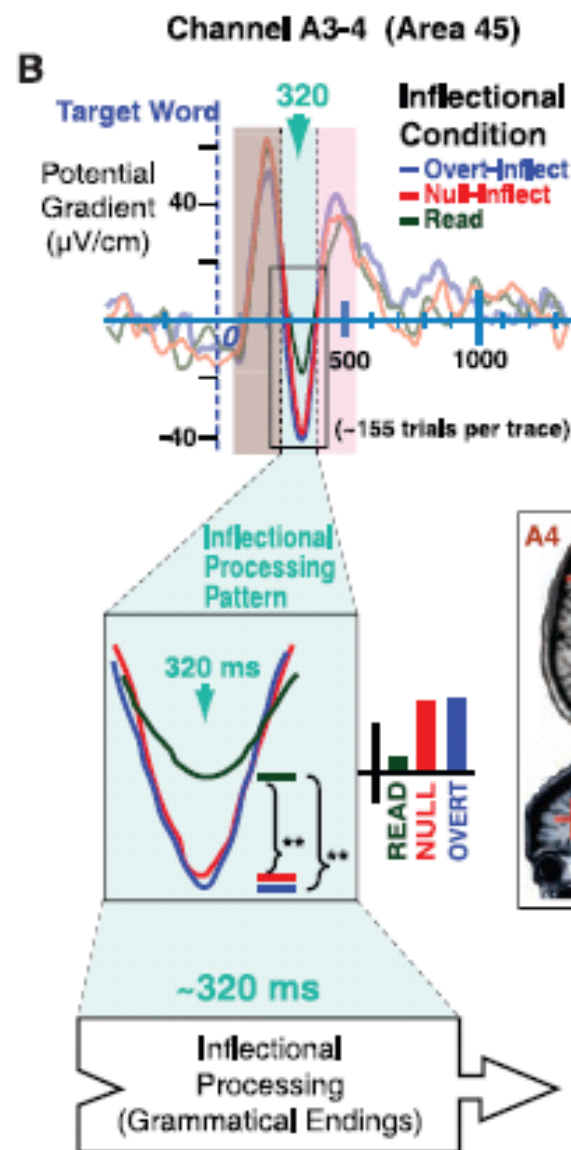 Channel A3-4 (Area 45)
B
320
Target Word
Inflectional
Condition
Overt-Inflect
Null-Inflect
Read
Potential
Gradient
(µV/cm)
40
0
500
1000
-40
(~155 trials per trace)
Inflectional
Processing
Pattern
A4
320 ms
**
**
READ
NULL
OVERT
~320 ms
Inflectional
Processing
(Grammatical Endings)